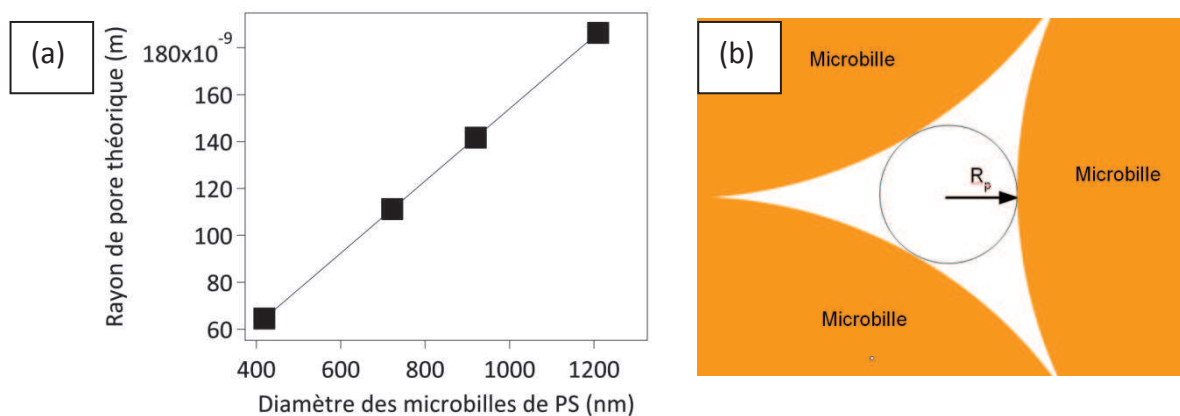 (a)
Rayon de pore théorique (m)
180x10⁻⁹
160
140
120
100
80
60
400 600 800 1000 1200
Diamètre des microbilles de PS (nm)
(b)
Microbille
Microbille
Rₚ
Microbille